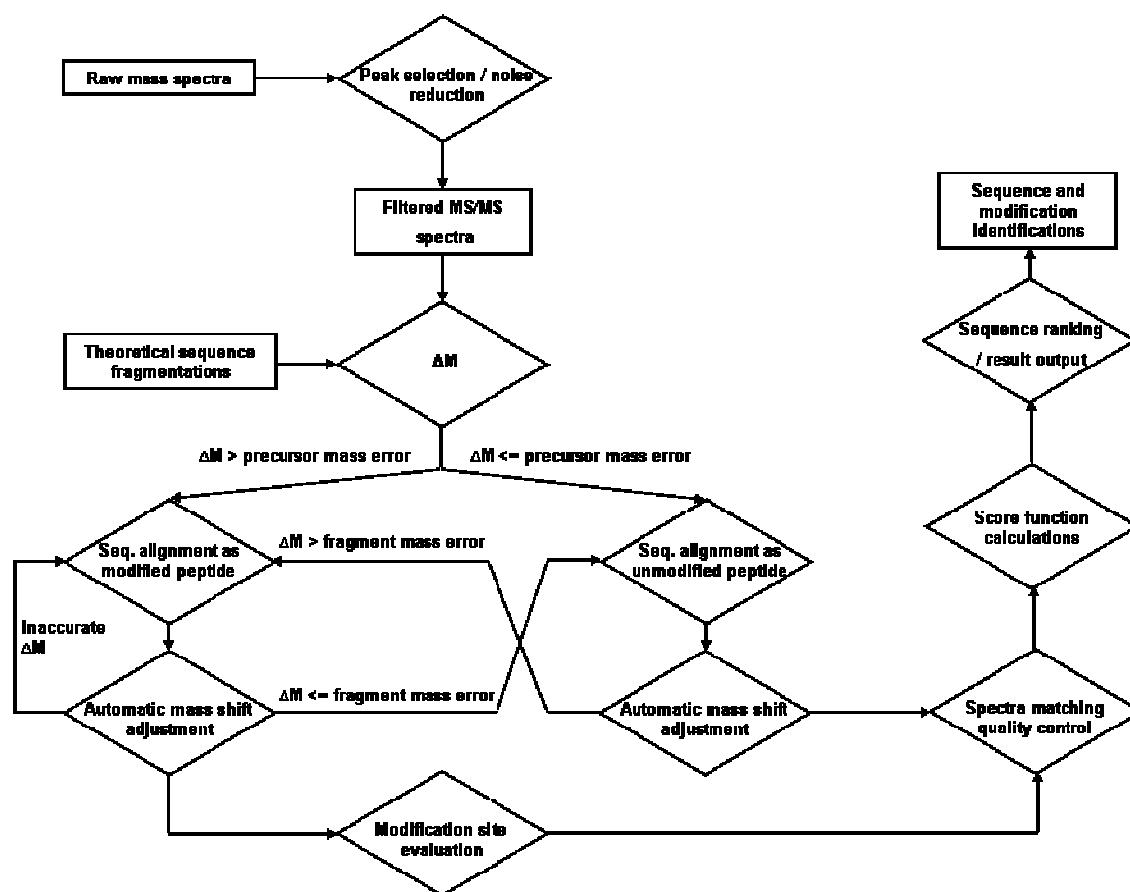 Raw mass spectra
Peak selection / noise
reduction
Filtered MS/MS
spectra
Sequence and
modification
identifications
Theoretical sequence
fragmentations
ΔM
Sequence ranking
/ result output
ΔM > precursor mass error
ΔM <= precursor mass error
Seq. alignment as
modified peptide
ΔM > fragment mass error
Seq. alignment as
unmodified peptide
Score function
calculations
Inaccurate
ΔM
Automatic mass shift
adjustment
ΔM <= fragment mass error
Automatic mass shift
adjustment
Spectra matching
quality control
Modification site
evaluation